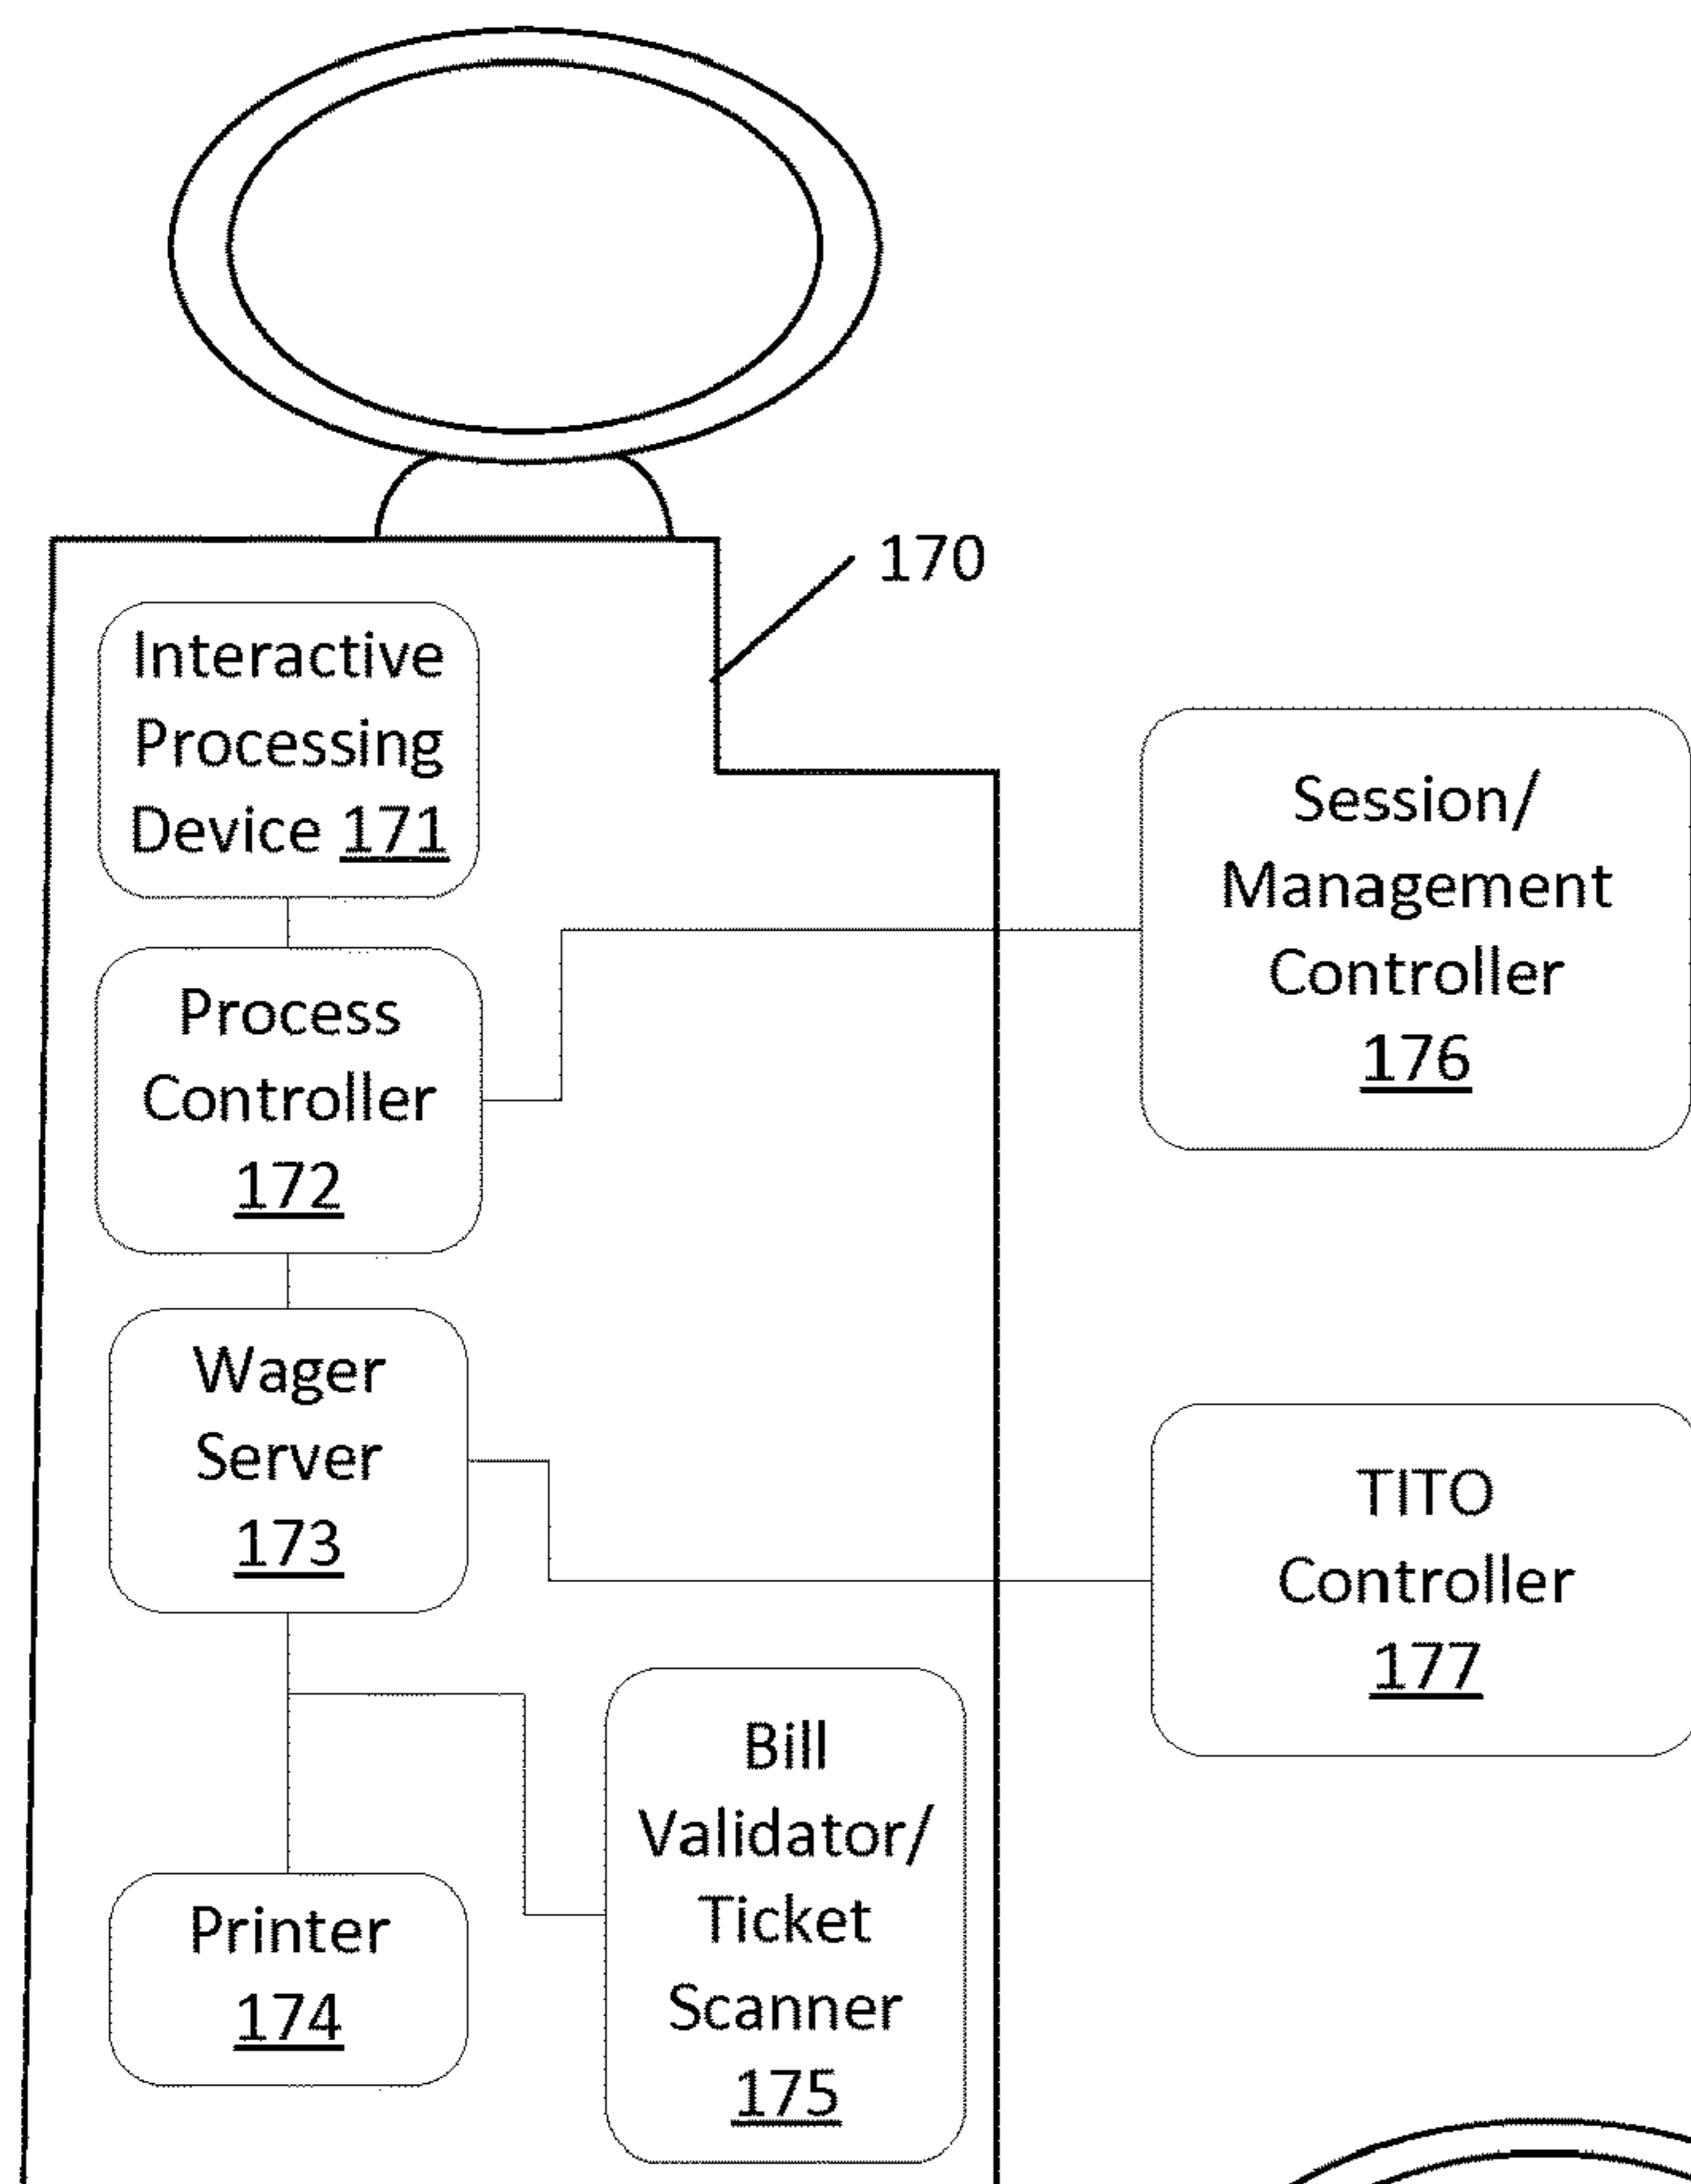 170
Interactive
Processing
Device 171
Process
Controller
172
Wager
Server
173
Printer
174
Bill
Validator/
Ticket
Scanner
175
Session/
Management
Controller
176
TITO
Controller
177